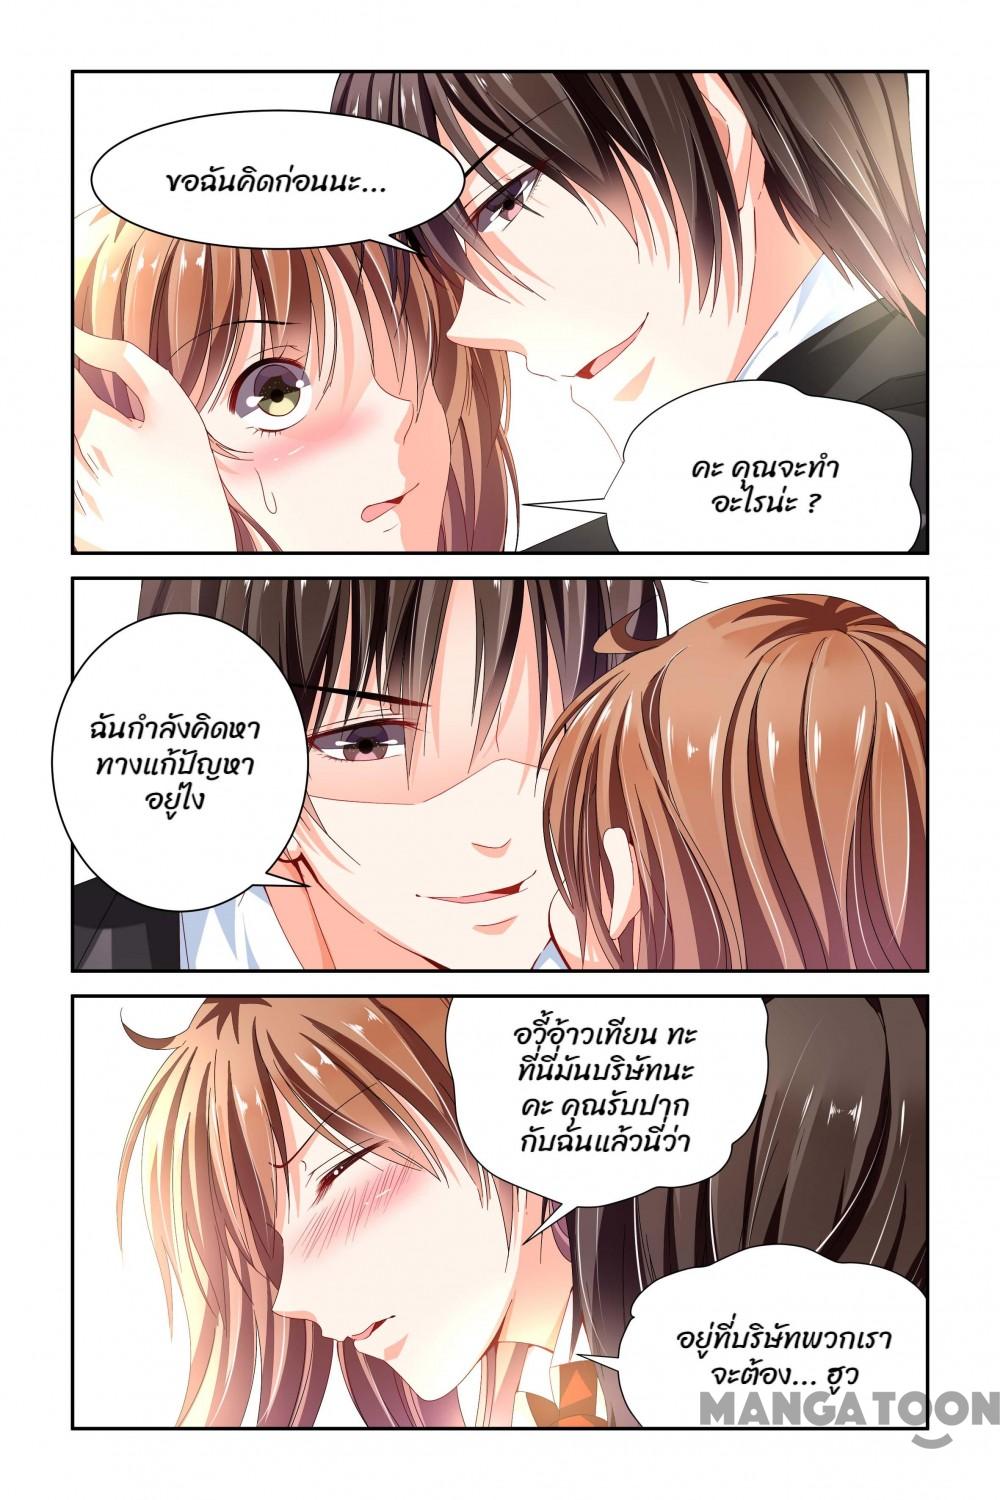 ขอฉันคิดก่อนนะ...
คะ คุณจะทำ
อะไรน่ะ ?
ฉันกำลังคิดหา
ทางแก้ปัญหา
อยู่ไง
อวี้อ้าวเทียน ทะ
ที่นี่มันบริษัทนะ
คะ คุณรับปาก
กับฉันแล้วนี่ว่า
อยู่ที่บริษัทพวกเรา
จะต้อง... ฮูว
MANGATOON